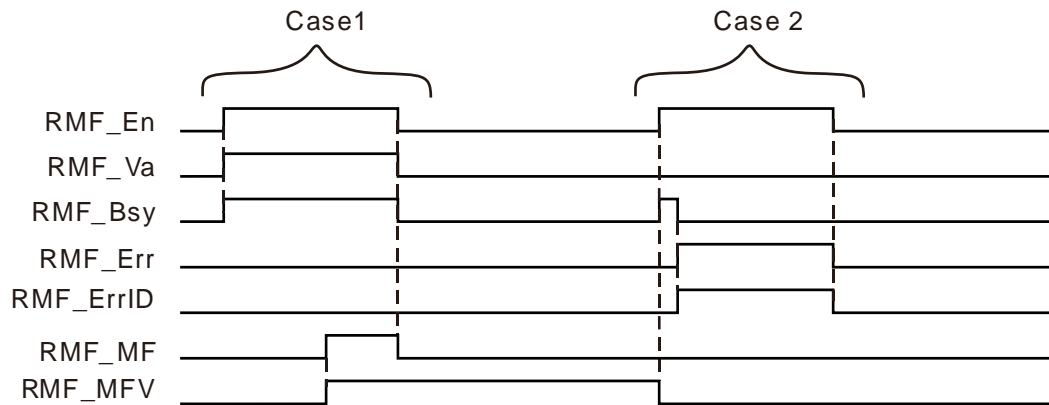 Case1
Case 2
RMF_En
RMF_Va
RMF_Bsy
RMF_Err
RMF_ErrID
RMF_MF
RMF_MFV